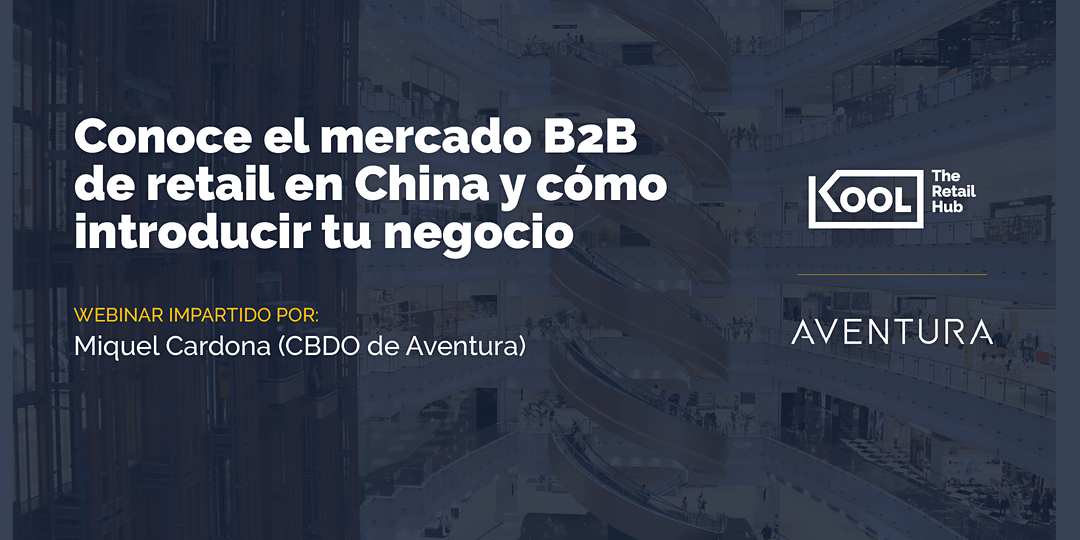 Conoce el mercado B2B
de retail en China y cómo
introducir tu negocio
WEBINAR IMPARTIDO POR:
Miquel Cardona (CBDO de Aventura)
KOOL
The
Retail
Hub
AVENTURA